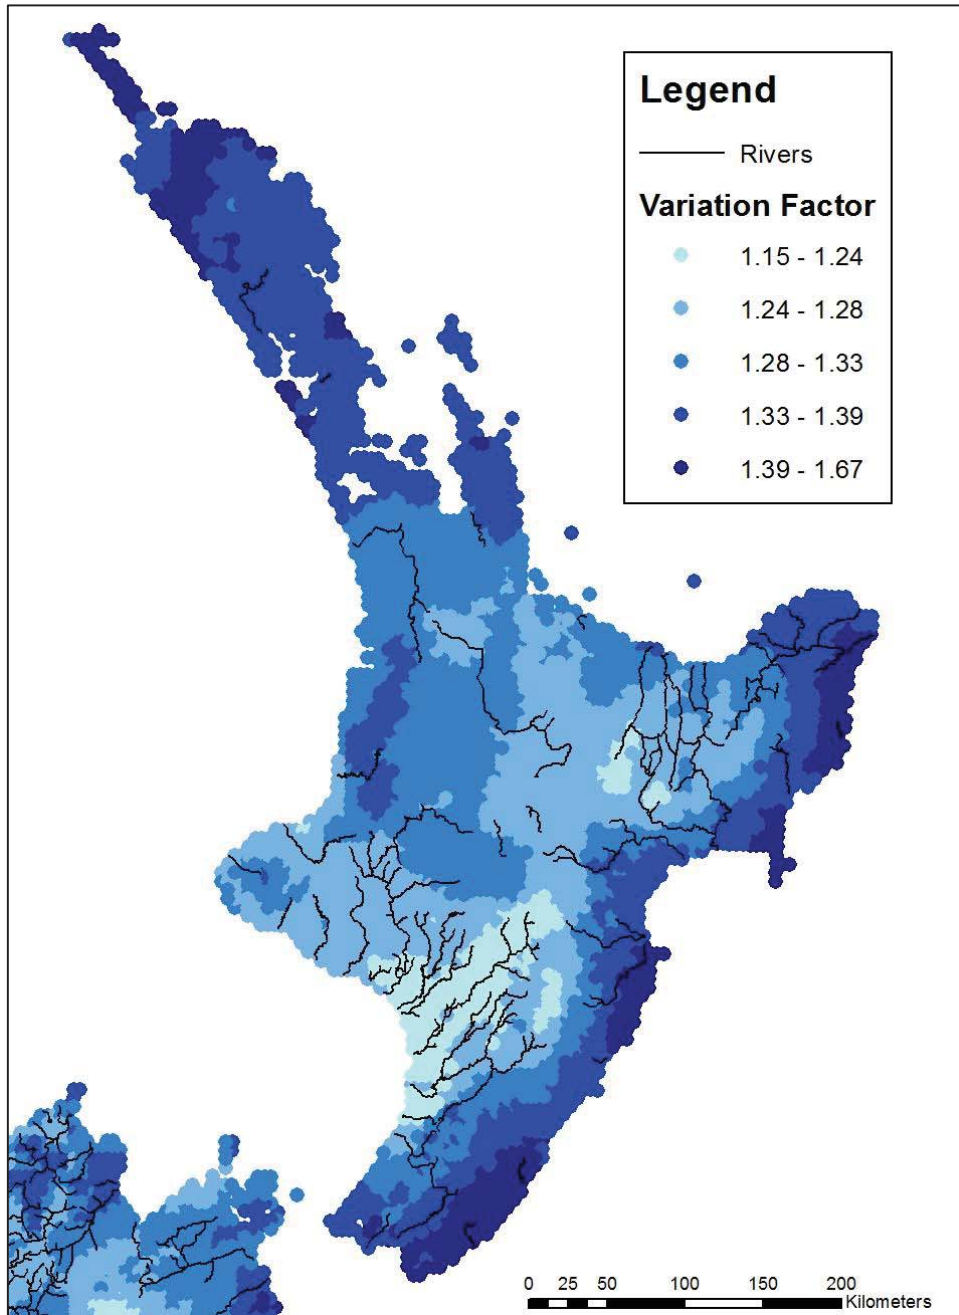 Legend
Rivers
Variation Factor
1.15 - 1.24
1.24 - 1.28
1.28 - 1.33
1.33 - 1.39
1.39 - 1.67
0 25 50 100 150 200
Kilometers